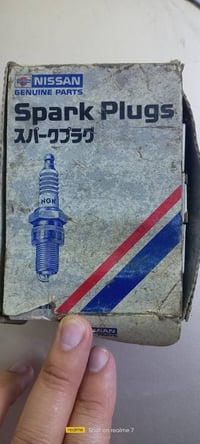 NISSAN
GENUINE PARTS
Spark Plugs
スパークプラグ
NGK
NISSAN
realme Shot on realme 7